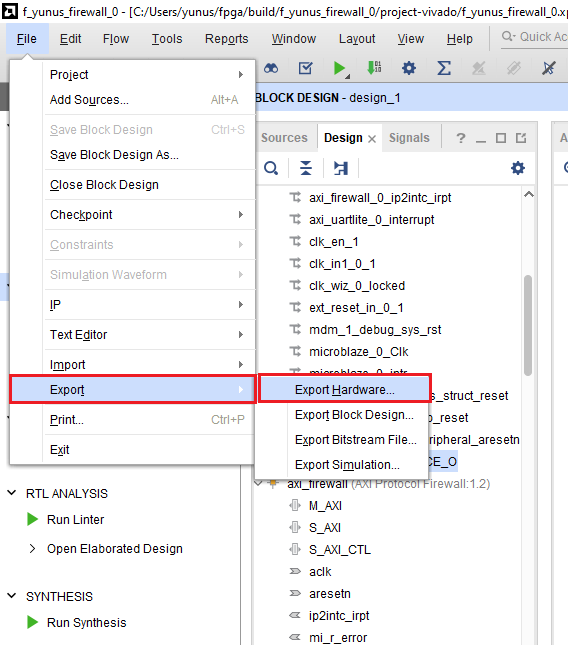 f_yunus_firewall_0 - [C:/Yunus/fpga/build/f_yunus_firewall_0/project-vivado/f_yunus_firewall_0.xp
File Edit Flow Tools Reports Window Layout View Help Quick Acc
BLOCK DESIGN - design_1
Project
Add Sources... Alt+A
Save Block Design Ctrl+S
Save Block Design As...
Close Block Design
Checkpoint
Constraints
Simulation Waveform
IP
Text Editor
Import
Export
Print... Ctrl+P
Exit
Export Hardware...
Export Block Design...
Export Bitstream File...
Export Simulation...
Sources Design Signals
axi_firewall_0_ip2intc_irpt
axi_uartlite_0_interrupt
clk_en_1
clk_in1_0_1
clk_wiz_0_locked
ext_reset_in_0_1
mdm_1_debug_sys_rst
microblaze_0_Clk
microblaze_0_intr
s_struct_reset
o_reset
ripheral_aresetn
CE_O
axi_firewall (AXI Protocol Firewall:1.2)
M_AXI
S_AXI
S_AXI_CTL
aclk
aresetn
ip2intc_irpt
mi_r_error
RTL ANALYSIS
Run Linter
Open Elaborated Design
SYNTHESIS
Run Synthesis